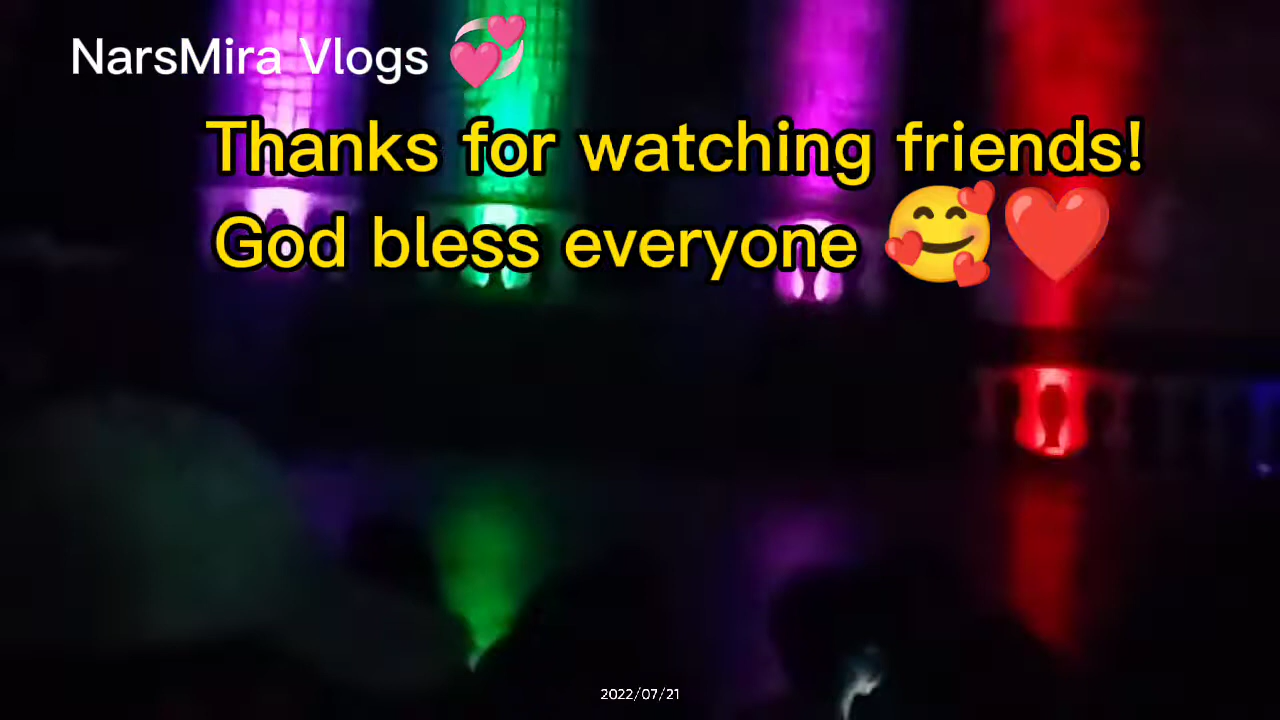 NarsMira Vlogs 💞
Thanks for watching friends!
God bless everyone 🥰❤️
2022/07/21